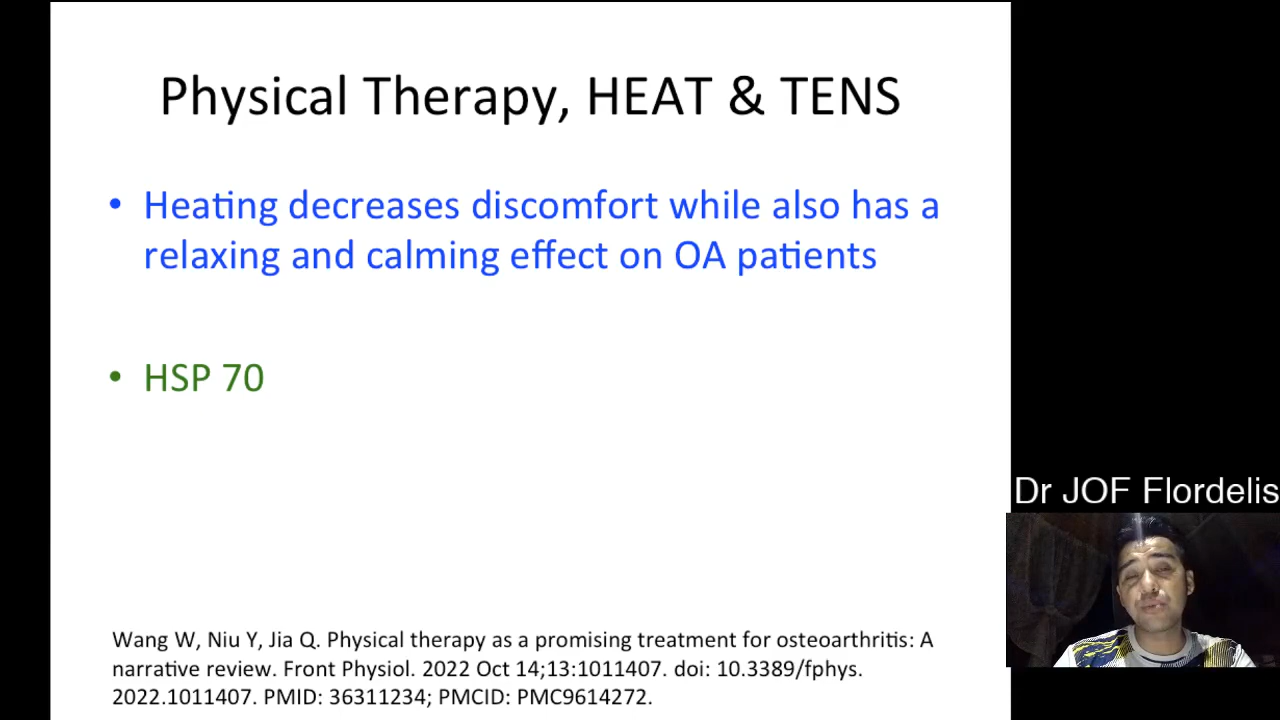 Physical Therapy, HEAT & TENS
• Heating decreases discomfort while also has a
relaxing and calming effect on OA patients
• HSP 70
Dr JOF Flordelis
Wang W, Niu Y, Jia Q. Physical therapy as a promising treatment for osteoarthritis: A
narrative review. Front Physiol. 2022 Oct 14;13:1011407. doi: 10.3389/fphys.
2022.1011407. PMID: 36311234; PMCID: PMC9614272.